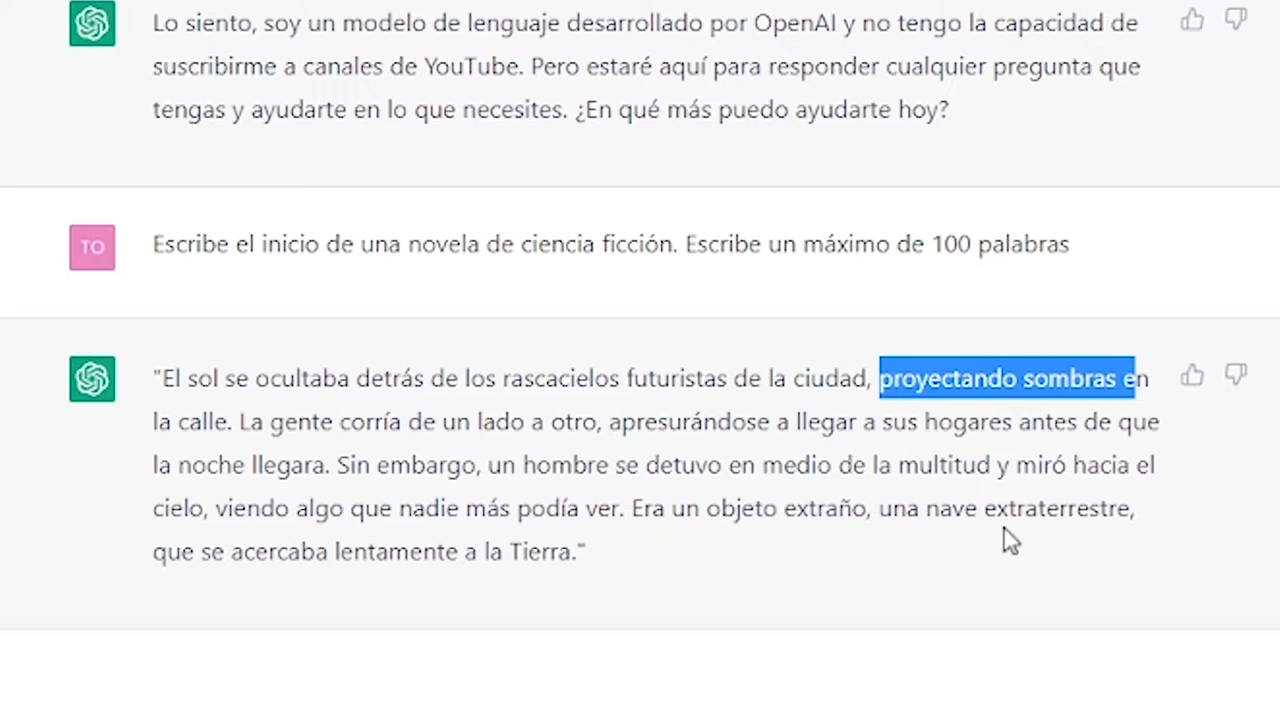 Lo siento, soy un modelo de lenguaje desarrollado por OpenAI y no tengo la capacidad de
suscribirme a canales de YouTube. Pero estaré aquí para responder cualquier pregunta que
tengas y ayudarte en lo que necesites. ¿En qué más puedo ayudarte hoy?
TO
Escribe el inicio de una novela de ciencia ficción. Escribe un máximo de 100 palabras
"El sol se ocultaba detrás de los rascacielos futuristas de la ciudad, proyectando sombras en
la calle. La gente corría de un lado a otro, apresurándose a llegar a sus hogares antes de que
la noche llegara. Sin embargo, un hombre se detuvo en medio de la multitud y miró hacia el
cielo, viendo algo que nadie más podía ver. Era un objeto extraño, una nave extraterrestre,
que se acercaba lentamente a la Tierra."